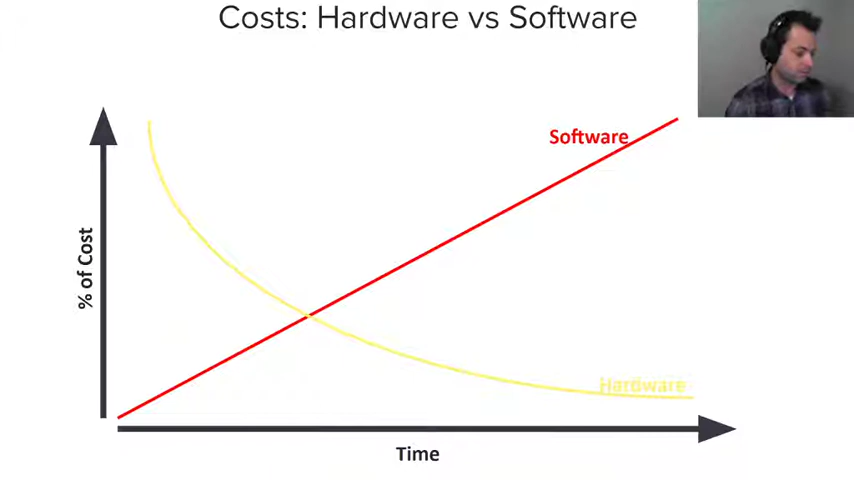 Costs: Hardware vs Software
Software
% of Cost
Hardware
Time